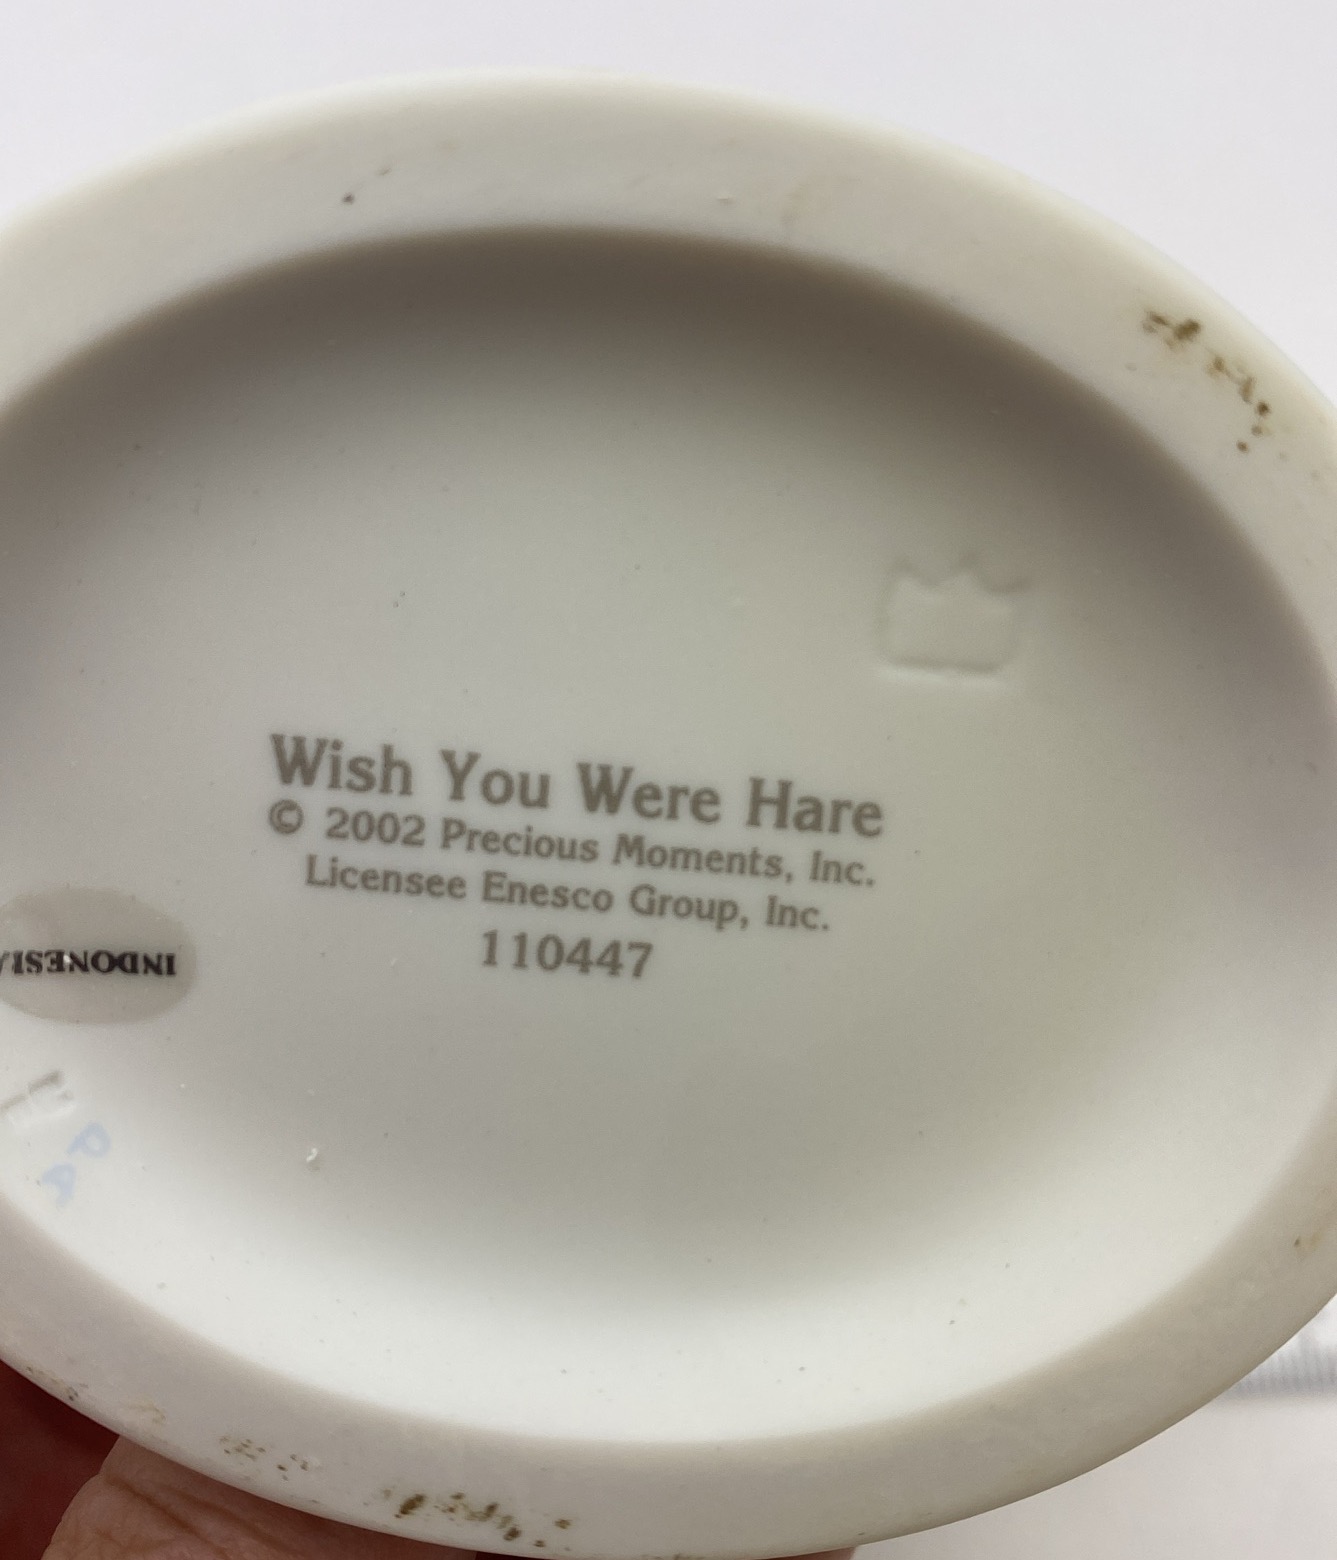 Wish You Were Hare
© 2002 Precious Moments, Inc.
Licensee Enesco Group, Inc.
110447
INDONESIA